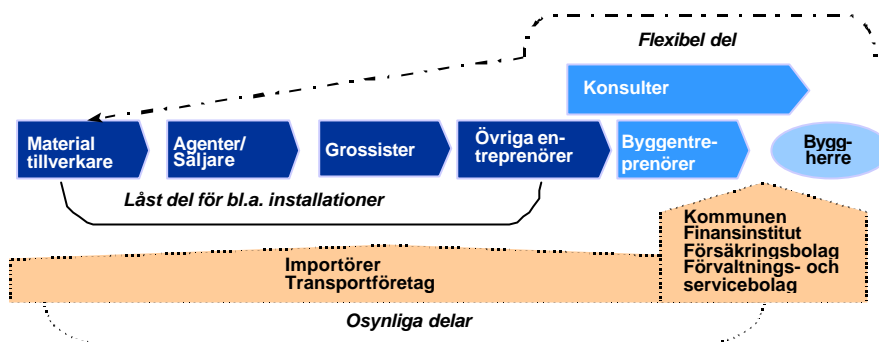 Flexibel del
Konsulter
Material
tillverkare
Agenter/
Säljare
Grossister
Övriga en-
treprenörer
Byggentre-
prenörer
Bygg-
herre
Låst del för bl.a. installationer
Kommunen
Finansinstitut
Försäkringsbolag
Förvaltnings- och
servicebolag
Importörer
Transportföretag
Osynliga delar